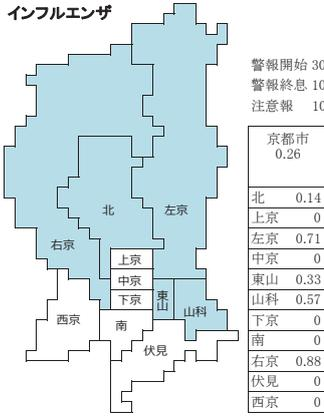 インフルエンザ
警報開始 30
警報終息 10
注意報 10
京都市
0.26
北 0.14
上京 0
左京 0.71
中京 0
東山 0.33
山科 0.57
下京 0
南 0
右京 0.88
伏見 0
西京 0
北
左京
右京
上京
中京
下京
東山
山科
西京
南
伏見